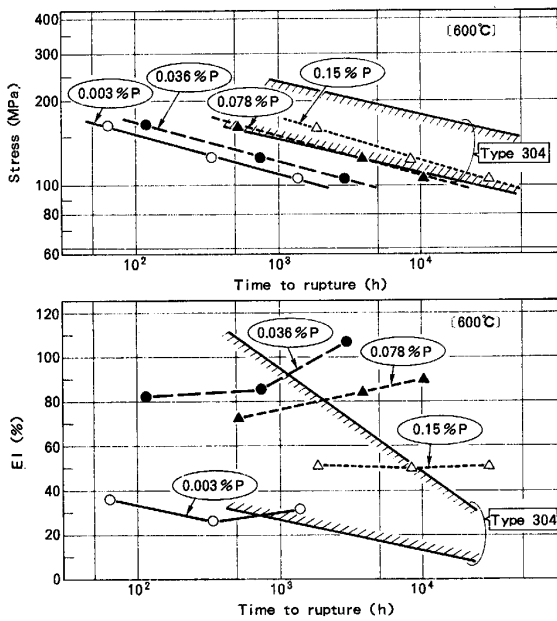 400
300
200
100
80
60
Stress (MPa)
[600℃]
0.003%P
0.036%P
0.078%P
0.15%P
Type 304
10²
10³
10⁴
Time to rupture (h)
120
100
80
60
40
20
0
El (%)
[600℃]
0.036%P
0.078%P
0.15%P
0.003%P
Type 304
10²
10³
10⁴
Time to rupture (h)